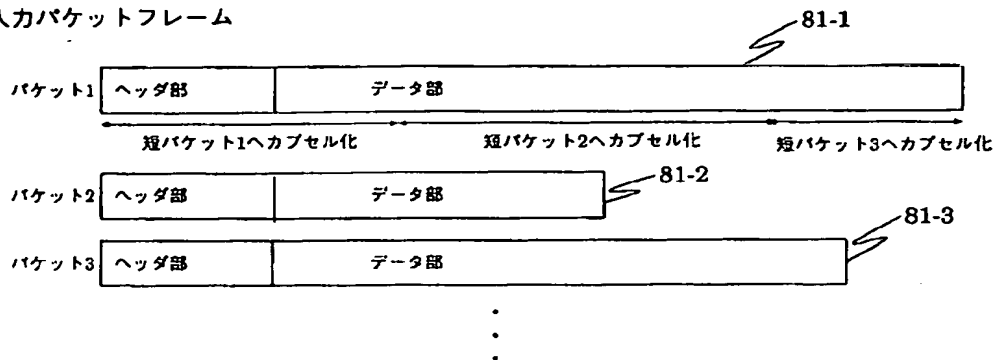 入力パケットフレーム
81-1
パケット1 ヘッダ部 データ部
短パケット1へカプセル化 短パケット2へカプセル化 短パケット3へカプセル化
81-2
パケット2 ヘッダ部 データ部
81-3
パケット3 ヘッダ部 データ部